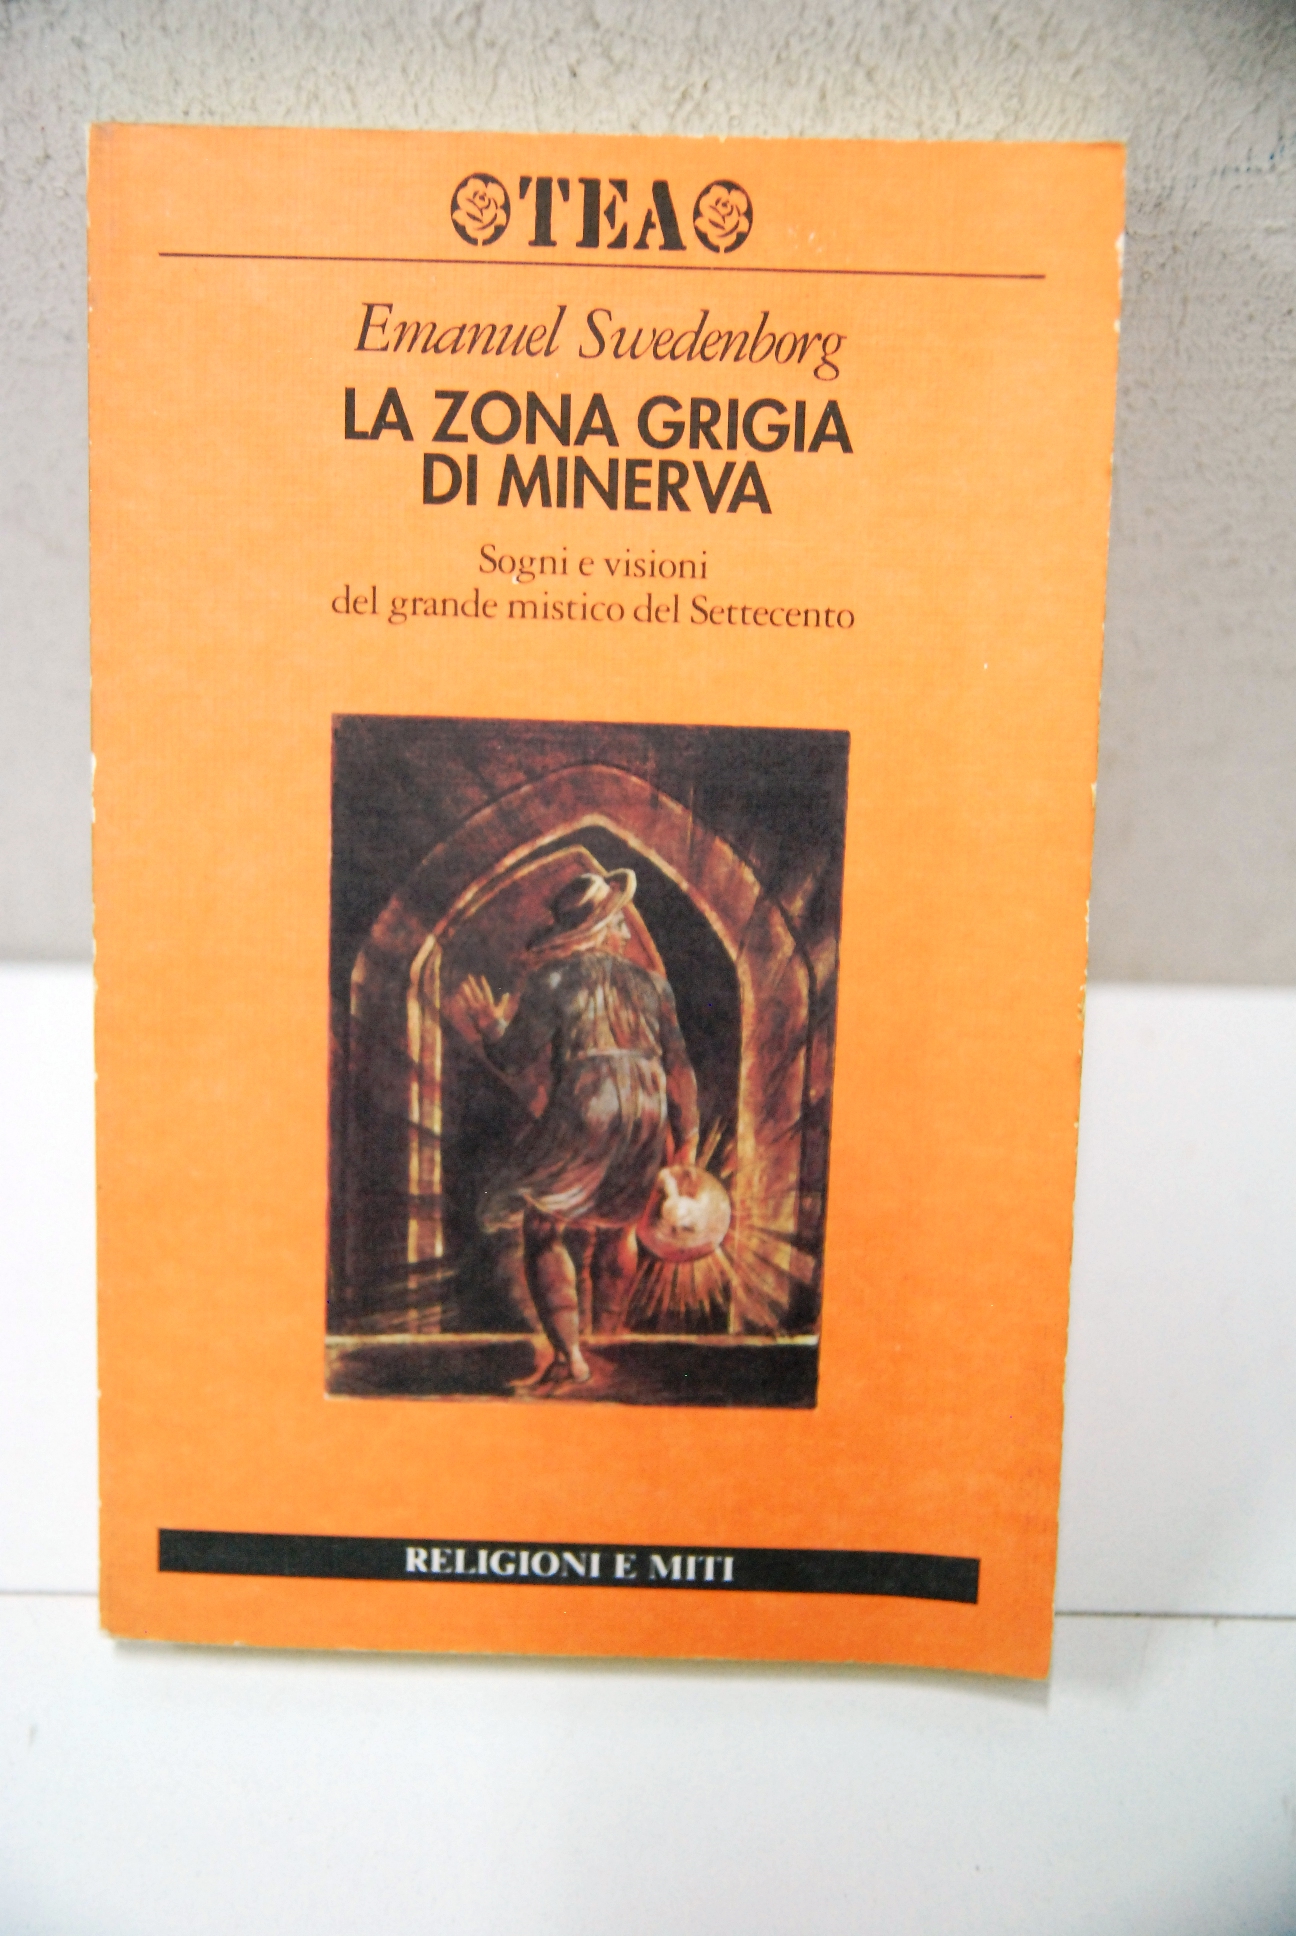 TEA
Emanuel Swedenborg
LA ZONA GRIGIA
DI MINERVA
Sogni e visioni
del grande mistico del Settecento
RELIGIONI E MITI